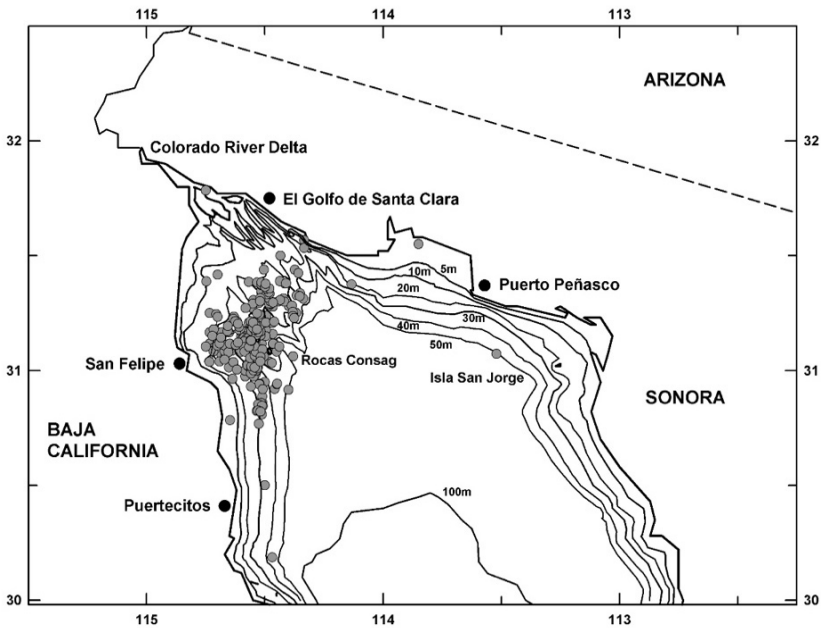 115 114 113
ARIZONA
32 32
Colorado River Delta
El Golfo de Santa Clara
10m 5m
Puerto Peñasco
20m
30m
40m
50m
Rocas Consag
San Felipe
31 31
Isla San Jorge
SONORA
BAJA
CALIFORNIA
100m
Puertecitos
30 30
115 114 113